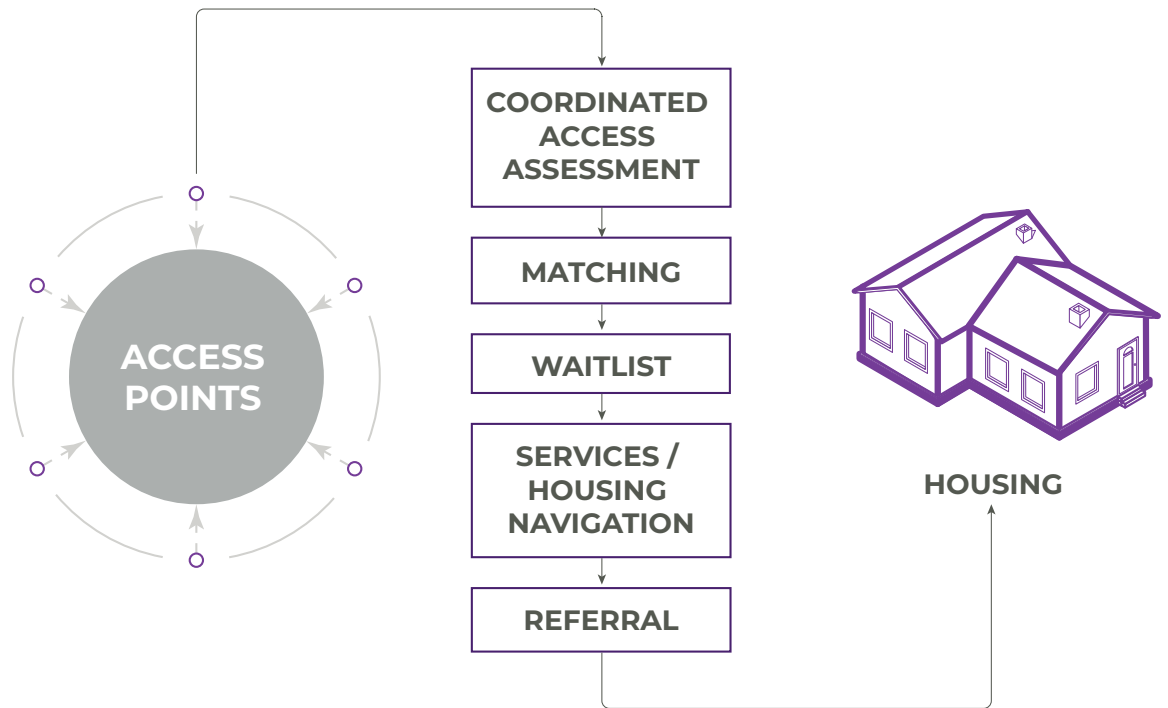 ACCESS
POINTS
COORDINATED
ACCESS
ASSESSMENT
MATCHING
WAITLIST
SERVICES /
HOUSING
NAVIGATION
REFERRAL
HOUSING